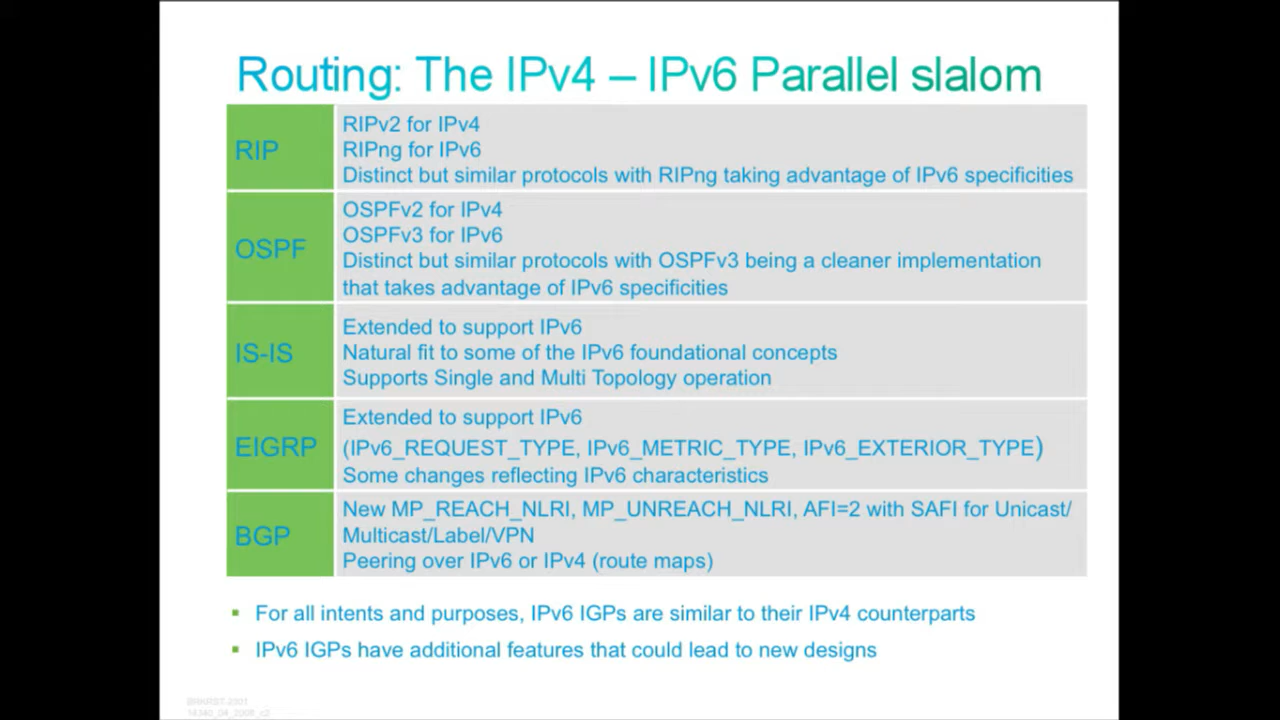 Routing: The IPv4 – IPv6 Parallel slalom
RIP
RIPv2 for IPv4
RIPng for IPv6
Distinct but similar protocols with RIPng taking advantage of IPv6 specificities
OSPF
OSPFv2 for IPv4
OSPFv3 for IPv6
Distinct but similar protocols with OSPFv3 being a cleaner implementation
that takes advantage of IPv6 specificities
IS-IS
Extended to support IPv6
Natural fit to some of the IPv6 foundational concepts
Supports Single and Multi Topology operation
EIGRP
Extended to support IPv6
(IPv6_REQUEST_TYPE, IPv6_METRIC_TYPE, IPv6_EXTERIOR_TYPE)
Some changes reflecting IPv6 characteristics
BGP
New MP_REACH_NLRI, MP_UNREACH_NLRI, AFI=2 with SAFI for Unicast/
Multicast/Label/VPN
Peering over IPv6 or IPv4 (route maps)
▪ For all intents and purposes, IPv6 IGPs are similar to their IPv4 counterparts
▪ IPv6 IGPs have additional features that could lead to new designs